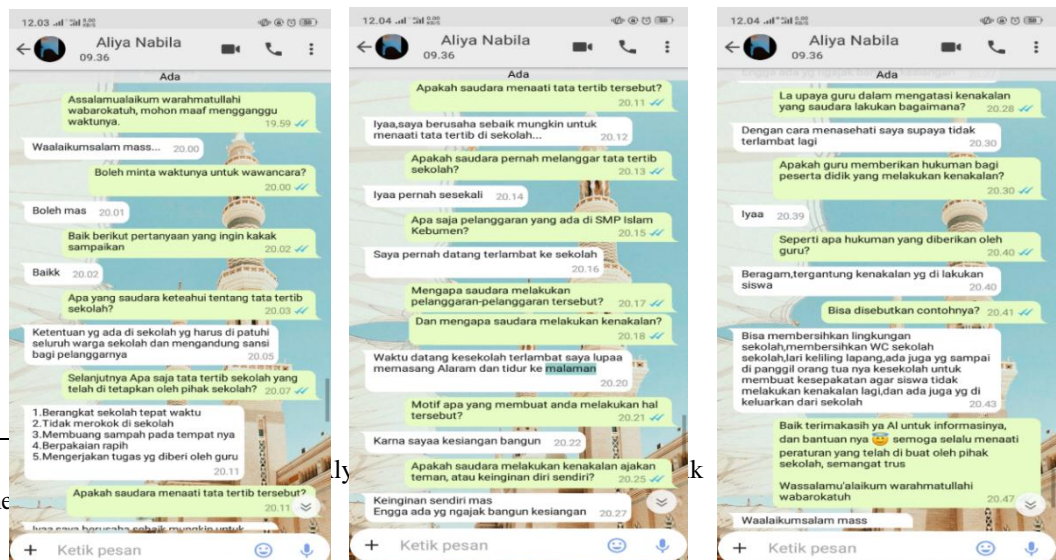 12.03
Aliya Nabila
09.36
Ada
Assalamualaikum warahmatullahi
wabarokatuh, mohon maaf mengganggu
waktunya.
19.59
Waalaikumsalam mass... 20.00
Boleh minta waktunya untuk wawancara?
20.00
Boleh mas 20.01
Baik berikut pertanyaan yang ingin kakak
sampaikan 20.02
Baikk 20.02
Apa yang saudara keteahui tentang tata tertib
sekolah? 20.03
Ketentuan yg ada di sekolah yg harus di patuhi
seluruh warga sekolah dan mengandung sansi
bagi pelanggarnya 20.05
Selanjutnya Apa saja tata tertib sekolah yang
telah di tetapkan oleh pihak sekolah? 20.07
1.Berangkat sekolah tepat waktu
2.Tidak merokok di sekolah
3.Membuang sampah pada tempat nya
4.Berpakaian rapih
5.Mengerjakan tugas yg diberi oleh guru
20.11
Apakah saudara menaati tata tertib tersebut?
20.11
Iyaa,saya berusaha sebaik mungkin untuk
Ketik pesan
12.04
Aliya Nabila
09.36
Ada
Apakah saudara menaati tata tertib tersebut?
20.11
Iyaa,saya berusaha sebaik mungkin untuk
menaati tata tertib di sekolah... 20.12
Apakah saudara pernah melanggar tata tertib
sekolah? 20.13
Iyaa pernah sesekali 20.14
Apa saja pelanggaran yang ada di SMP Islam
Kebumen? 20.15
Saya pernah datang terlambat ke sekolah
20.16
Mengapa saudara melakukan
pelanggaran-pelanggaran tersebut? 20.17
Dan mengapa saudara melakukan kenakalan?
20.18
Waktu datang kesekolah terlambat saya lupaa
memasang Alaram dan tidur ke malaman
20.20
Motif apa yang membuat anda melakukan hal
tersebut? 20.21
Karna sayaa kesiangan bangun 20.22
Apakah saudara melakukan kenakalan ajakan
teman, atau keinginan diri sendiri? 20.25
Keinginan sendiri mas
Engga ada yg ngajak bangun kesiangan 20.27
Ketik pesan
12.04
Aliya Nabila
09.36
Ada
La upaya guru dalam mengatasi kenakalan
yang saudara lakukan bagaimana? 20.28
Dengan cara menasehati saya supaya tidak
terlambat lagi 20.30
Apakah guru memberikan hukuman bagi
peserta didik yang melakukan kenakalan?
20.30
Iyaa 20.39
Seperti apa hukuman yang diberikan oleh
guru? 20.40
Beragam,tergantung kenakalan yg di lakukan
siswa 20.40
Bisa disebutkan contohnya? 20.41
Bisa membersihkan lingkungan
sekolah,membersihkan WC sekolah
sekolah,lari keliling lapang,ada juga yg sampai
di panggil orang tua nya kesekolah untuk
membuat kesepakatan agar siswa tidak
melakukan kenakalan lagi,dan ada juga yg di
keluarkan dari sekolah 20.43
Baik terimakasih ya Al untuk informasinya,
dan bantuan nya 😇 semoga selalu menaati
peraturan yang telah di buat oleh pihak
sekolah, semangat trus
Wassalamu'alaikum warahmatullahi
wabarokatuh 20.47
Waalaikumsalam mass
Ketik pesan